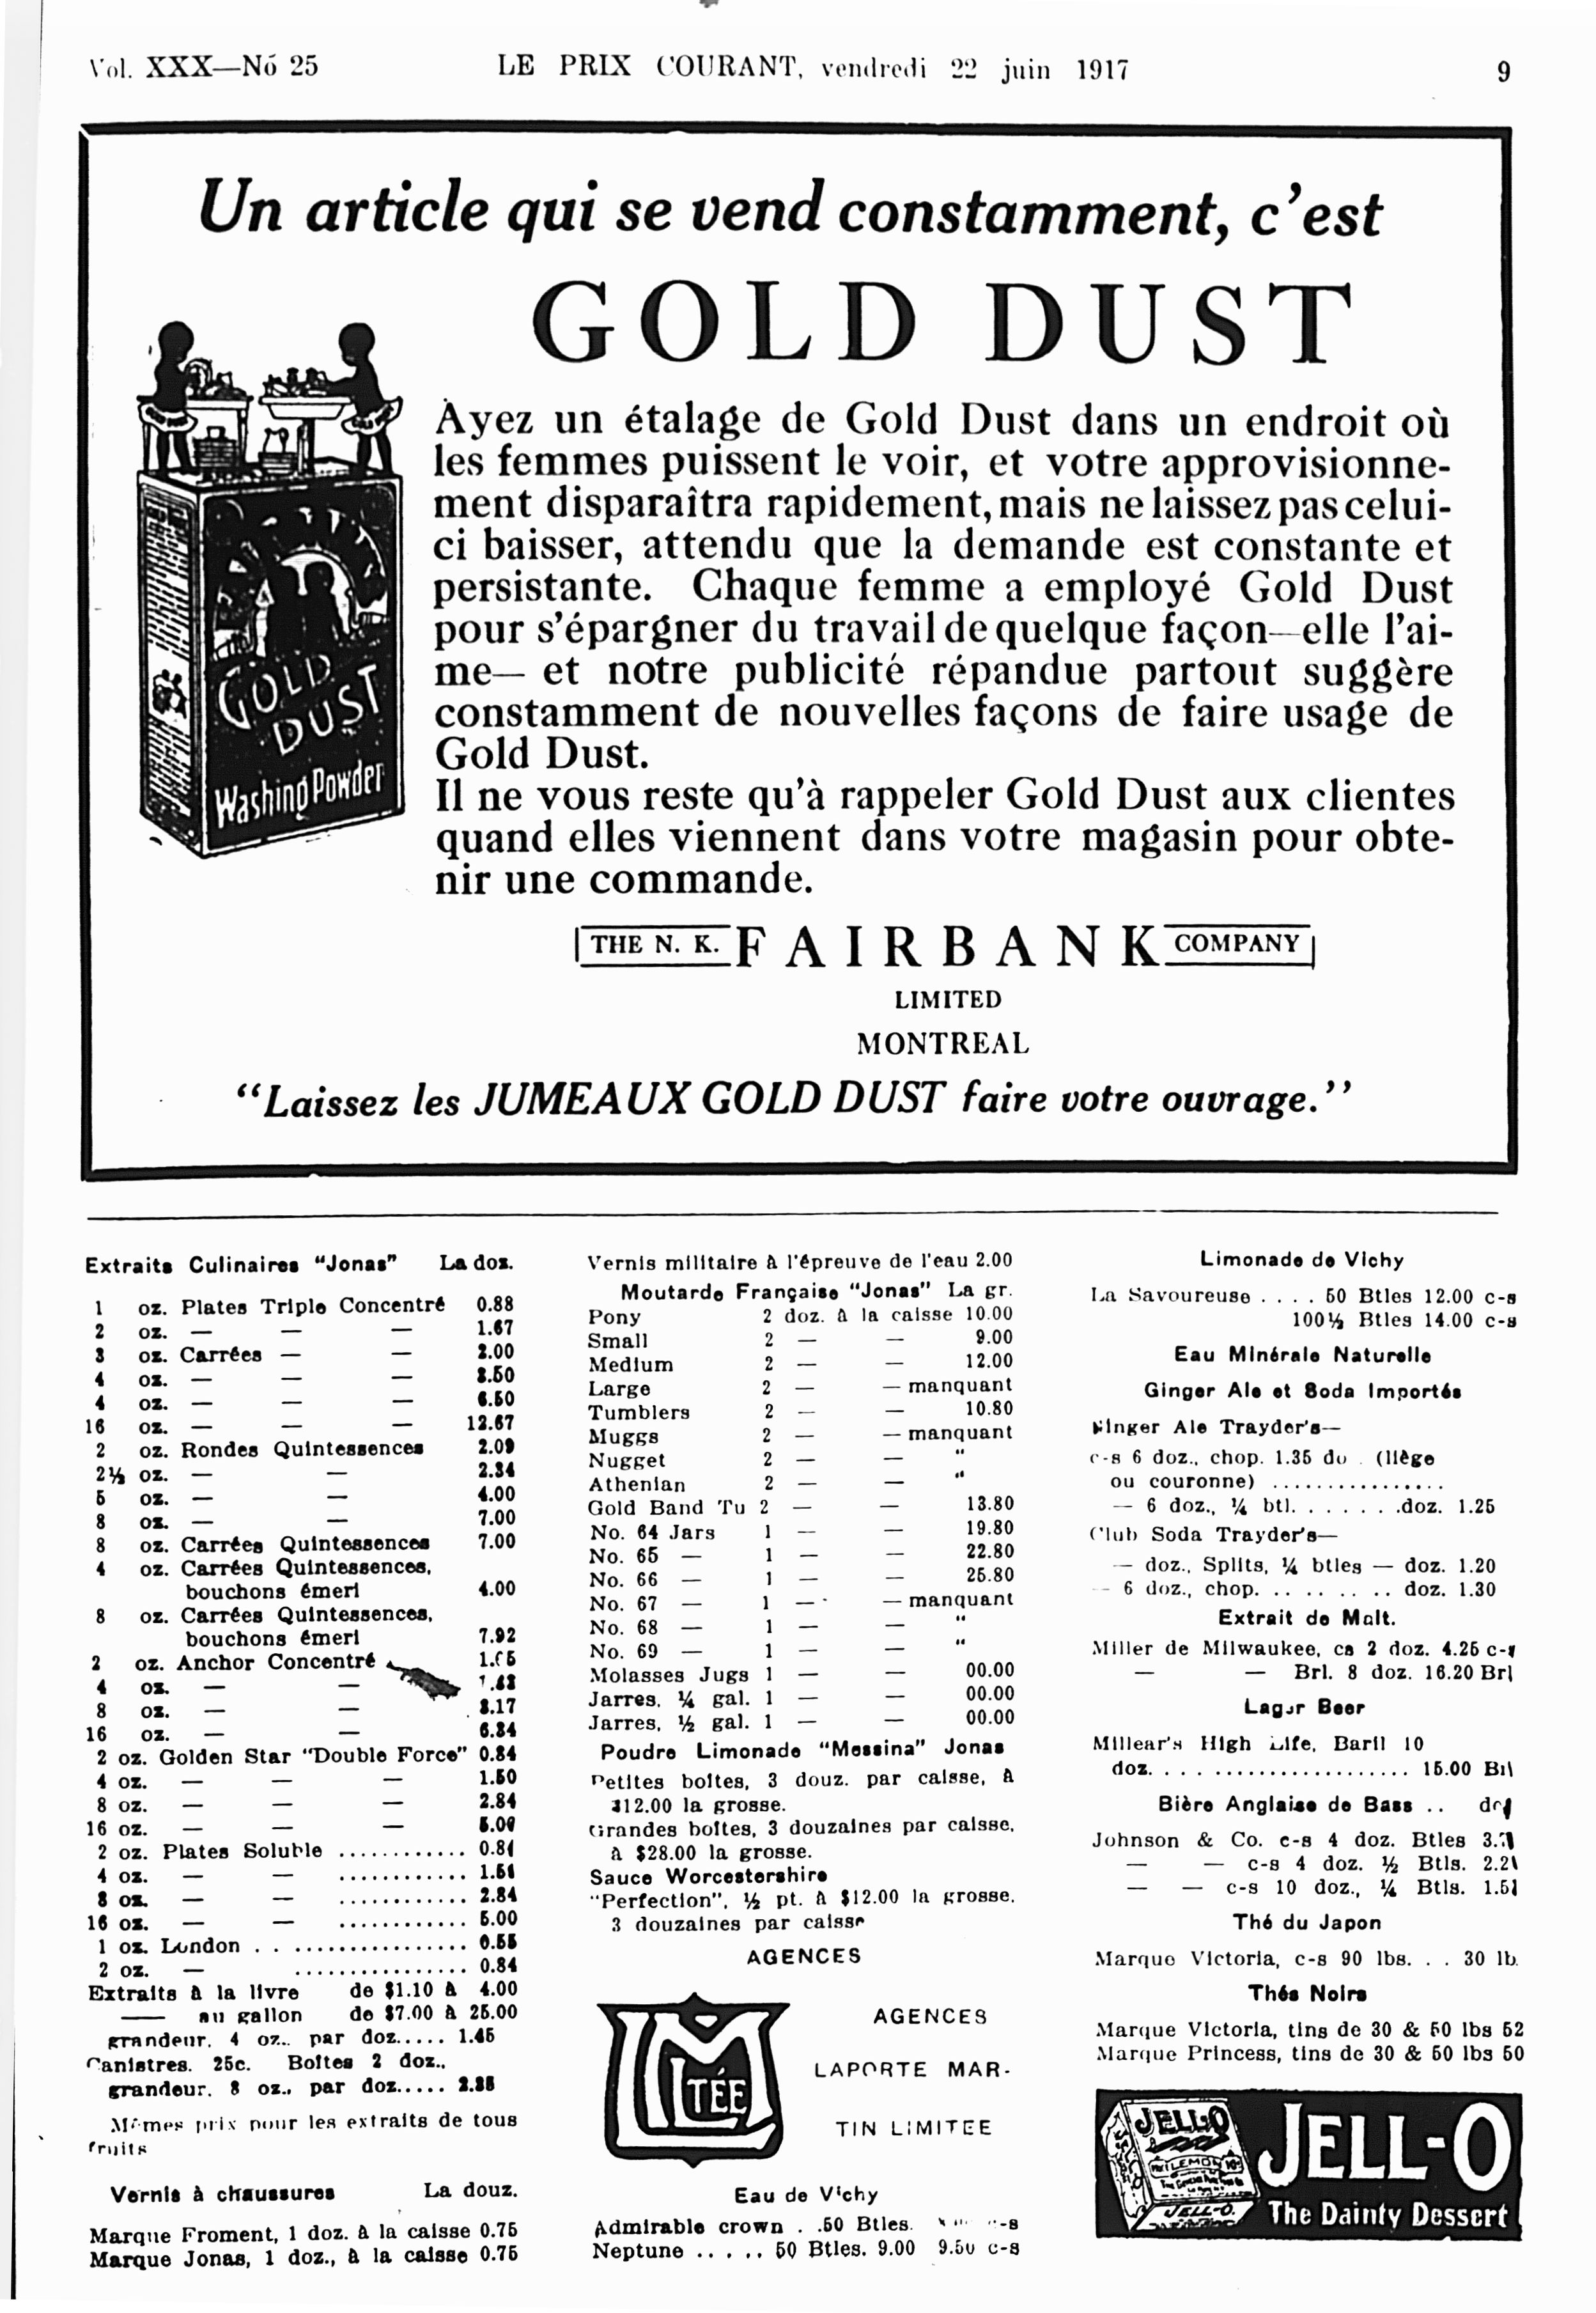 Vol. XXX—No 25 LE PRIX COURANT, vendredi 22 juin 1917 9
Un article qui se vend constamment, c'est
GOLD DUST
Ayez un étalage de Gold Dust dans un endroit où
les femmes puissent le voir, et votre approvisionne-
ment disparaîtra rapidement, mais ne laissez pas celui-
ci baisser, attendu que la demande est constante et
persistante. Chaque femme a employé Gold Dust
pour s'épargner du travail de quelque façon—elle l'ai-
me— et notre publicité répandue partout suggère
constamment de nouvelles façons de faire usage de
Gold Dust.
Il ne vous reste qu'à rappeler Gold Dust aux clientes
quand elles viennent dans votre magasin pour obte-
nir une commande.
GOLD
DUST
Washing Powder
THE N. K. FAIRBANK COMPANY
LIMITED
MONTREAL
"Laissez les JUMEAUX GOLD DUST faire votre ouvrage."
Extraits Culinaires "Jonas" La doz.
1 oz. Plates Triple Concentré 0.88
2 oz. — — — 1.67
3 oz. Carrées — — 2.00
4 oz. — — — 3.50
4 oz. — — — 6.50
16 oz. — — — 12.67
2 oz. Rondes Quintessences 2.09
2½ oz. — — 2.34
5 oz. — — 4.00
8 oz. — — 7.00
8 oz. Carrées Quintessences 7.00
4 oz. Carrées Quintessences,
bouchons émeri 4.00
8 oz. Carrées Quintessences,
bouchons émeri 7.92
2 oz. Anchor Concentré
4 oz. — —
8 oz. — — 3.17
16 oz. — — 6.34
2 oz. Golden Star "Double Force" 0.84
4 oz. — — — 1.50
8 oz. — — — 2.84
16 oz. — — — 5.00
2 oz. Plates Soluble ............ 0.84
4 oz. — — ............ 1.51
8 oz. — — ............ 2.84
16 oz. — — ............ 5.00
1 oz. London . . ................ 0.55
2 oz. — ................ 0.84
Extraits à la livre de $1.10 à 4.00
—— au gallon de $7.00 à 25.00
grandeur, 4 oz.. par doz..... 1.45
Canistres. 25c. Boîtes 2 doz.,
grandeur, 8 oz., par doz.....
Mêmes prix pour les extraits de tous
fruits
Vernis à chaussures La douz.
Marque Froment, 1 doz. à la caisse 0.75
Marque Jonas, 1 doz., à la caisse 0.75
Vernis militaire à l'épreuve de l'eau 2.00
Moutarde Française "Jonas" La gr.
Pony 2 doz. à la caisse 10.00
Small 2 — — 9.00
Medium 2 — — 12.00
Large 2 — — manquant
Tumblers 2 — — 10.80
Muggs 2 — — manquant
Nugget 2 — — "
Athenian 2 — — "
Gold Band Tu 2 — — 13.80
No. 64 Jars 1 — — 19.80
No. 65 — 1 — — 22.80
No. 66 — 1 — — 25.80
No. 67 — 1 — — manquant
No. 68 — 1 — — "
No. 69 — 1 — — "
Molasses Jugs 1 — — 00.00
Jarres, ¼ gal. 1 — — 00.00
Jarres, ½ gal. 1 — — 00.00
Poudre Limonade "Messina" Jonas
Petites boîtes, 3 douz. par caisse, à
$12.00 la grosse.
Grandes boîtes, 3 douzaines par caisse,
à $28.00 la grosse.
Sauce Worcestershire
"Perfection", ½ pt. à $12.00 la grosse.
3 douzaines par caisse
AGENCES
LM
CTÉE
AGENCES
LAPORTE MAR-
TIN LIMITEE
Eau de Vichy
Admirable crown . .50 Btles. c-s
Neptune ..... 50 Btles. 9.00 9.50 c-s
Limonade de Vichy
La Savoureuse .... 50 Btles 12.00 c-s
100½ Btles 14.00 c-s
Eau Minérale Naturelle
Ginger Ale et Soda Importés
Ginger Ale Trayder's—
c-s 6 doz., chop. 1.35 do . (liège
ou couronne) ................
— 6 doz., ¼ btl. . . . . . .doz. 1.25
Club Soda Trayder's—
— doz., Splits, ¼ btles — doz. 1.20
— 6 doz., chop. . . . . . . . doz. 1.30
Extrait de Malt.
Miller de Milwaukee, cs 2 doz. 4.25 c-s
— — Brl. 8 doz. 16.20 Brl
Lager Beer
Millear's High Life, Baril 10
doz. . . . ................... 15.00 Brl
Bière Anglaise de Bass ..
Johnson & Co. c-s 4 doz. Btles
— — c-s 4 doz. ½ Btls.
— — c-s 10 doz., ¼ Btls.
Thé du Japon
Marque Victoria, c-s 90 lbs. . . 30 lb.
Thés Noirs
Marque Victoria, tins de 30 & 50 lbs 52
Marque Princess, tins de 30 & 50 lbs 50
JELL-O
LEMON
JELL-O.
JELL-O
The Dainty Dessert